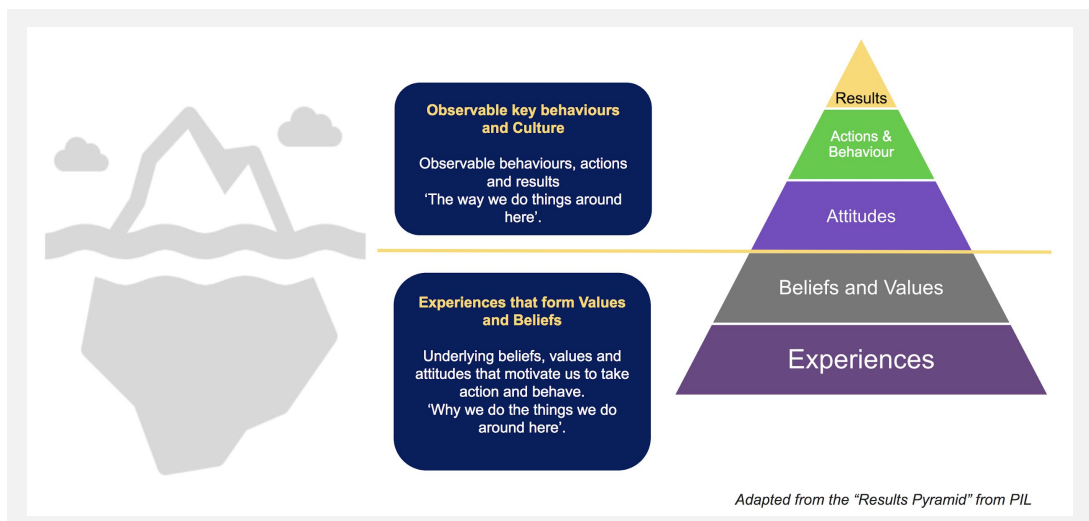 Observable key behaviours
and Culture
Observable behaviours, actions
and results
‘The way we do things around
here’.
Experiences that form Values
and Beliefs
Underlying beliefs, values and
attitudes that motivate us to take
action and behave.
‘Why we do the things we do
around here’.
Results
Actions &
Behaviour
Attitudes
Beliefs and Values
Experiences
Adapted from the “Results Pyramid” from PIL